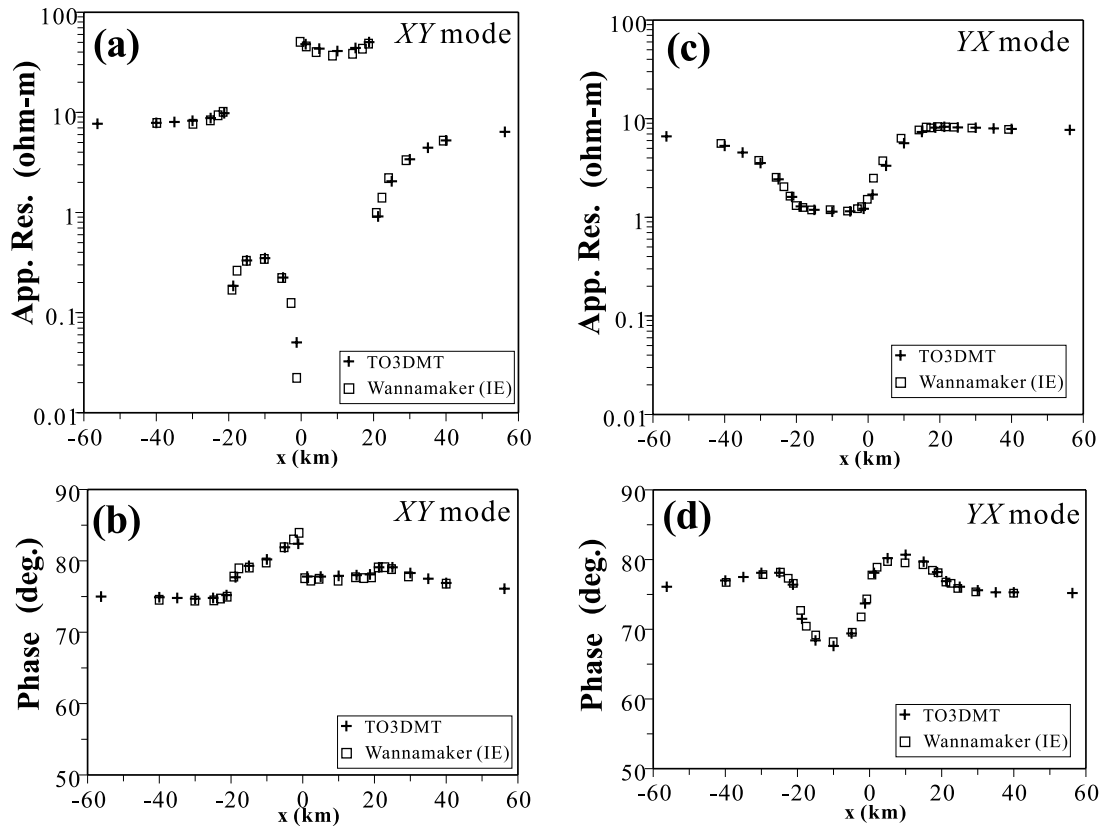 (a)
XY mode
App. Res. (ohm-m)
100
10
1
0.1
0.01
TO3DMT
Wannamaker (IE)
-60 -40 -20 0 20 40 60
x (km)
(c)
YX mode
App. Res. (ohm-m)
100
10
1
0.1
0.01
TO3DMT
Wannamaker (IE)
-60 -40 -20 0 20 40 60
x (km)
(b)
XY mode
Phase (deg.)
90
80
70
60
50
TO3DMT
Wannamaker (IE)
-60 -40 -20 0 20 40 60
x (km)
(d)
YX mode
Phase (deg.)
90
80
70
60
50
TO3DMT
Wannamaker (IE)
-60 -40 -20 0 20 40 60
x (km)